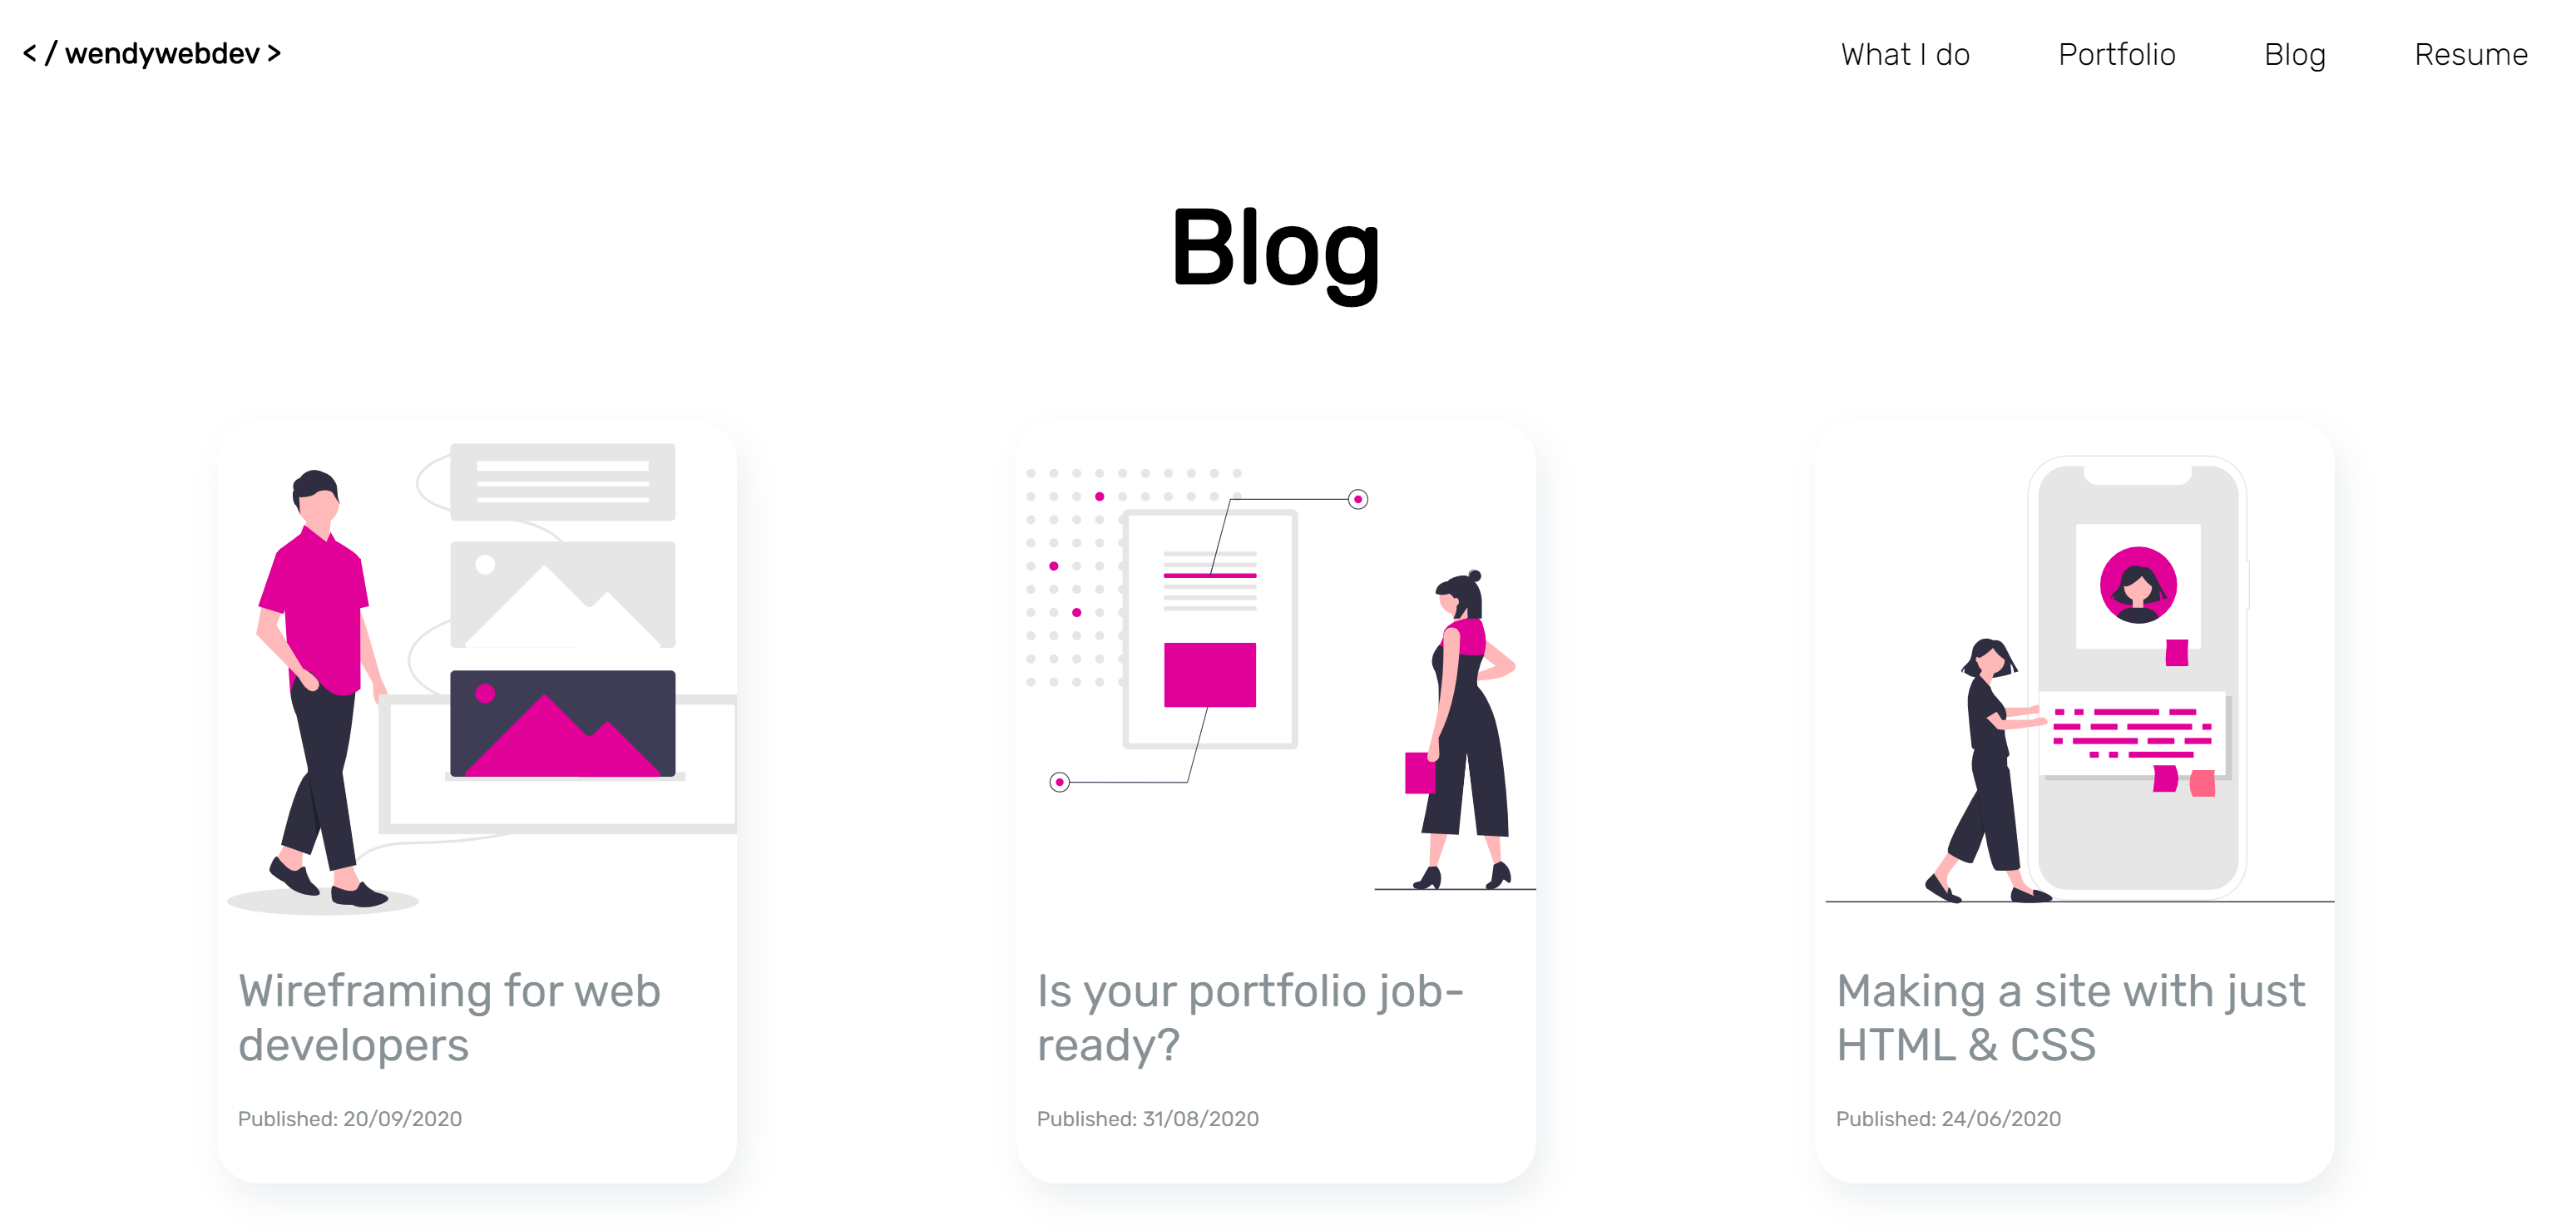 < / wendywebdev >
What I do
Portfolio
Blog
Resume
Blog
Wireframing for web
developers
Published: 20/09/2020
Is your portfolio job-
ready?
Published: 31/08/2020
Making a site with just
HTML & CSS
Published: 24/06/2020